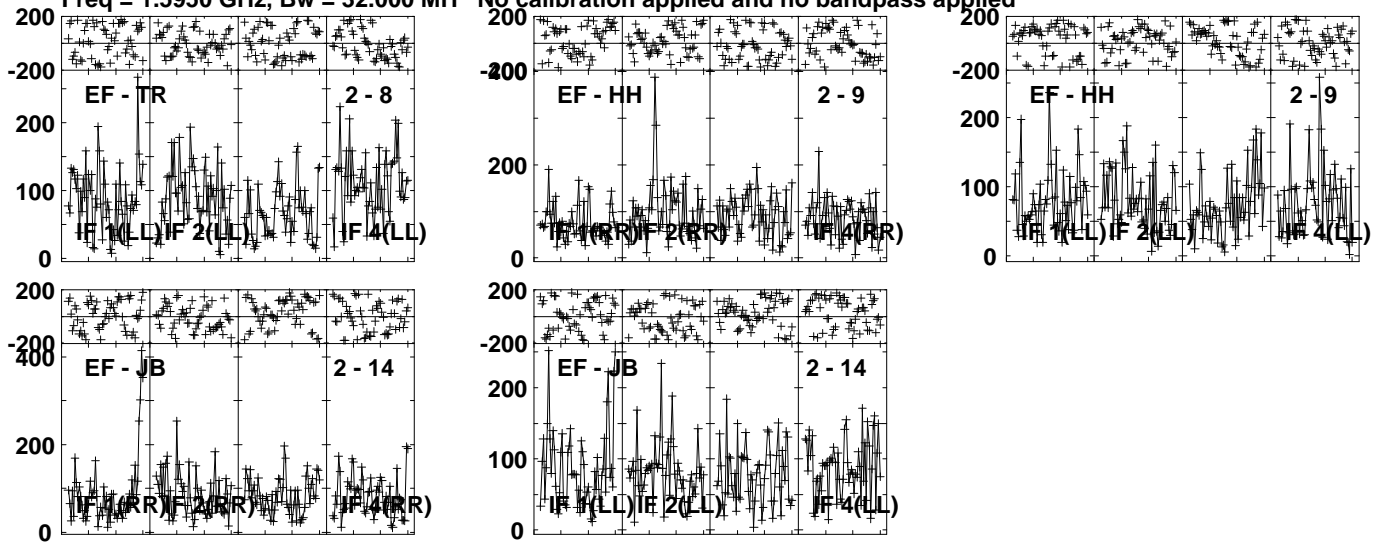 Freq = 1.5950 GHz, Bw = 32.000 MH No calibration applied and no bandpass applied
200
-200
EF - TR
2 - 8
200
100
0
IF 1(LL)
IF 2(LL)
IF 4(LL)
200
-200
400
EF - HH
2 - 9
200
0
IF 1(RR)
IF 2(RR)
IF 4(RR)
200
-200
EF - HH
2 - 9
200
100
0
IF 1(LL)
IF 2(LL)
IF 4(LL)
200
-200
400
EF - JB
2 - 14
200
0
IF 1(RR)
IF 2(RR)
IF 4(RR)
200
-200
EF - JB
2 - 14
200
100
0
IF 1(LL)
IF 2(LL)
IF 4(LL)